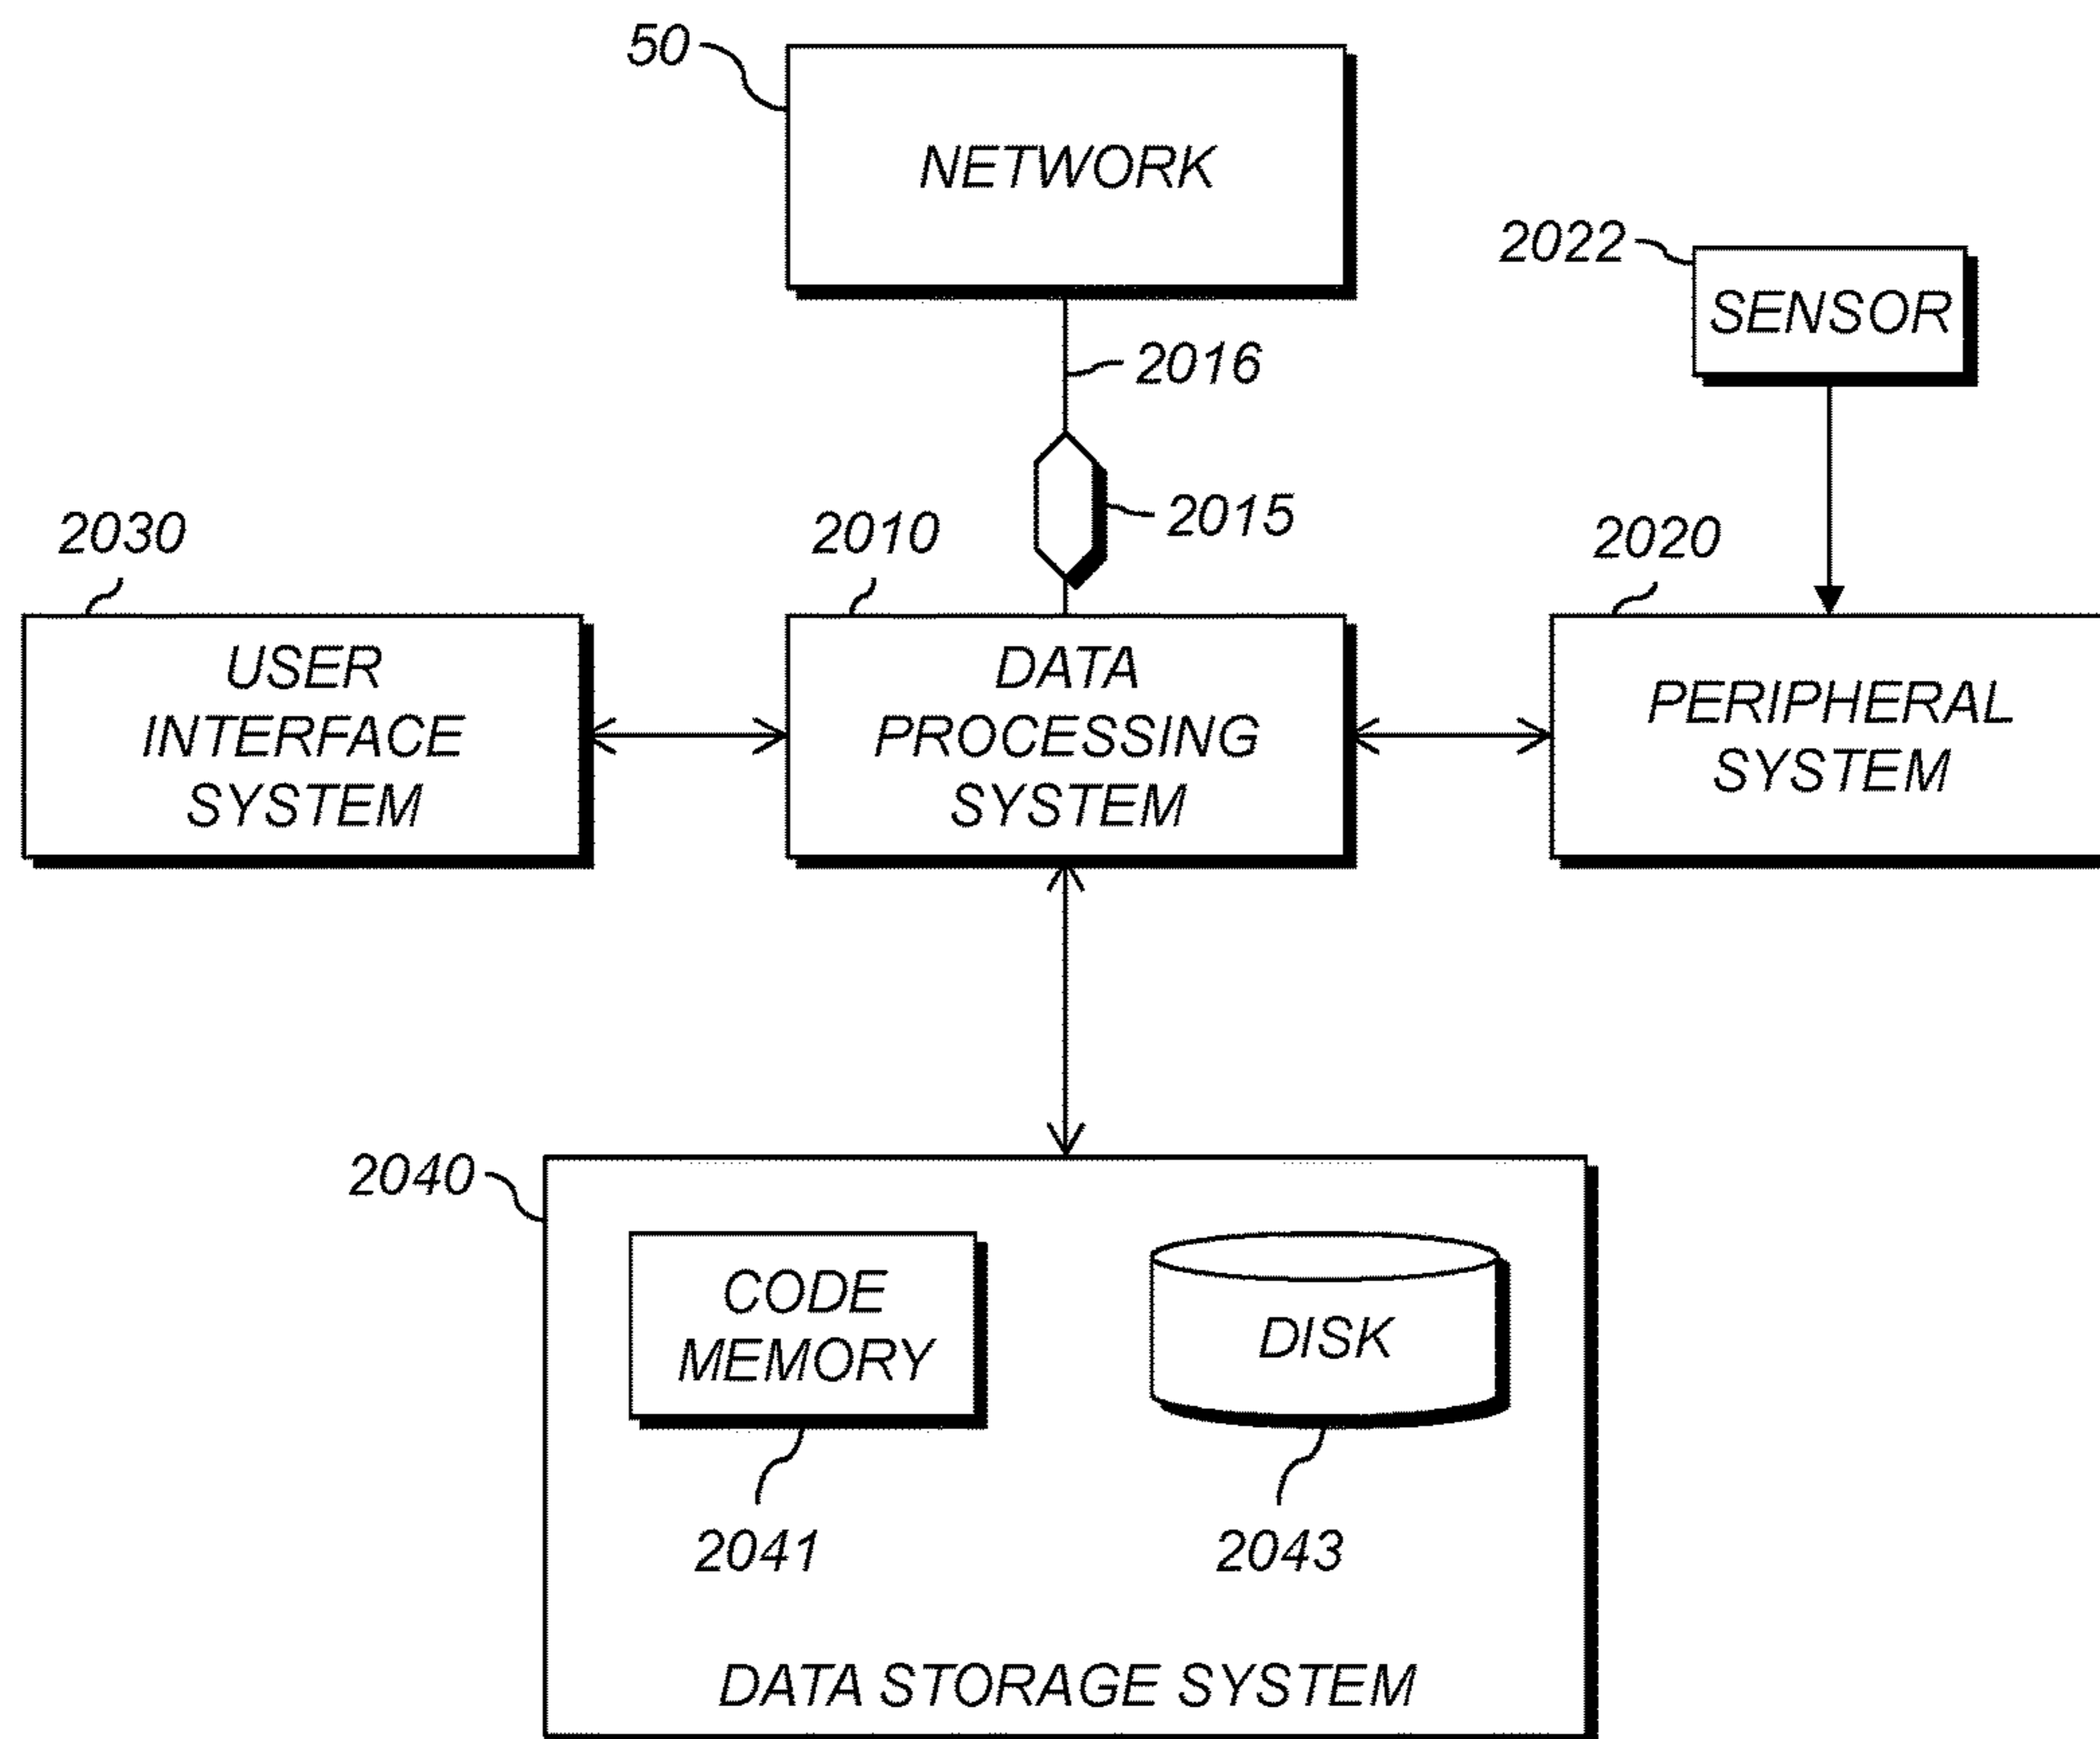 50
NETWORK
2022
SENSOR
2016
2015
2030
2010
2020
USER
INTERFACE
SYSTEM
DATA
PROCESSING
SYSTEM
PERIPHERAL
SYSTEM
2040
CODE
MEMORY
DISK
2041
2043
DATA STORAGE SYSTEM